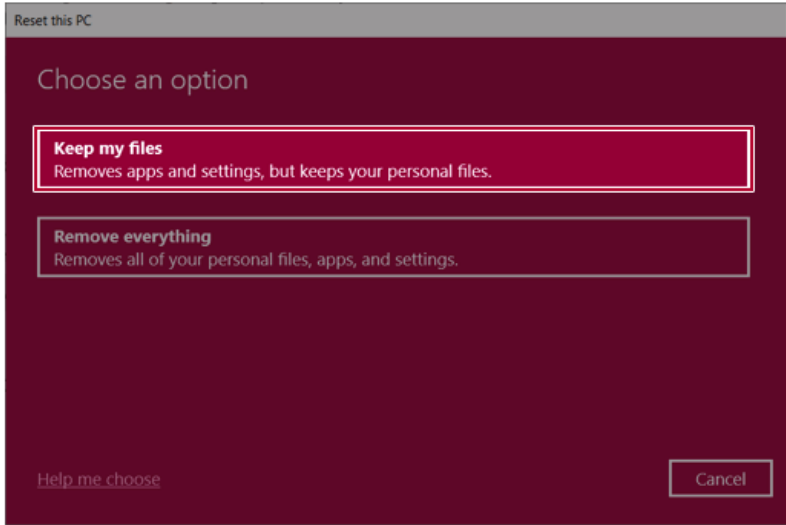 Reset this PC
Choose an option
Keep my files
Removes apps and settings, but keeps your personal files.
Remove everything
Removes all of your personal files, apps, and settings.
Help me choose
Cancel